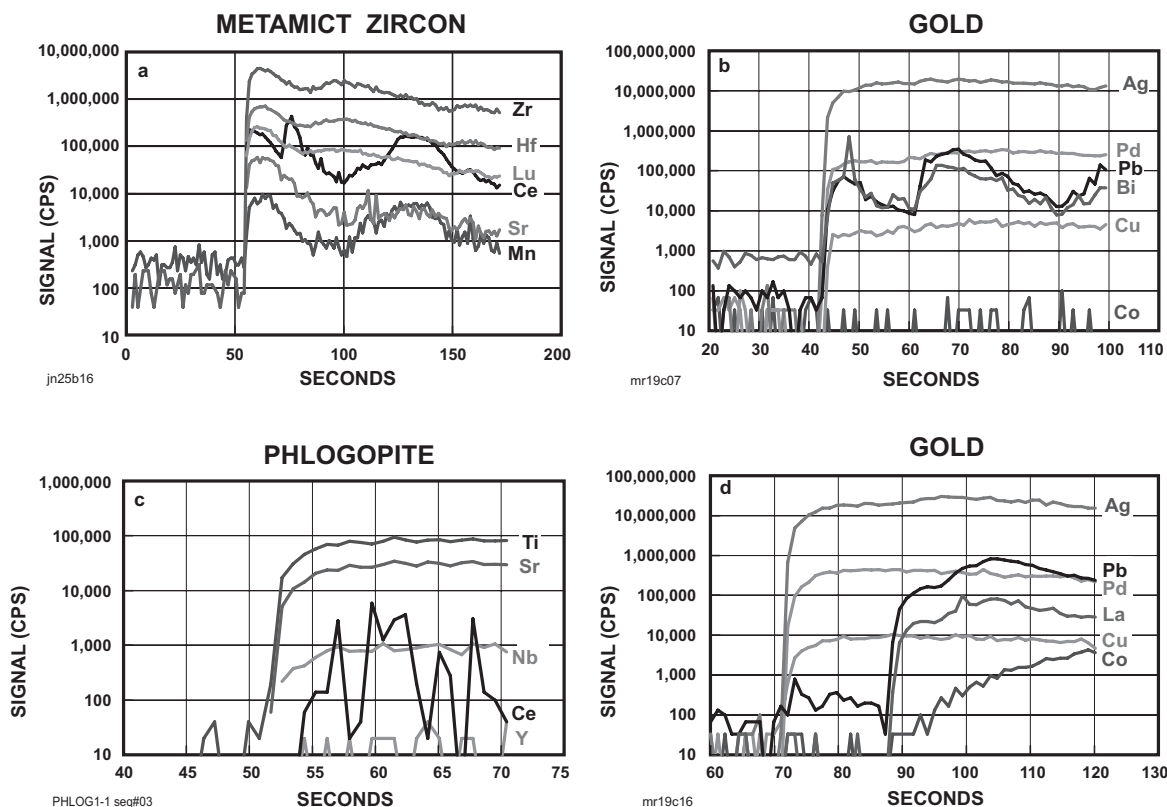 METAMICT ZIRCON
a
SIGNAL (CPS)
10,000,000
1,000,000
100,000
10,000
1,000
100
10
Zr
Hf
Lu
Ce
Sr
Mn
0 50 100 150 200
SECONDS
jn25b16
GOLD
b
SIGNAL (CPS)
100,000,000
10,000,000
1,000,000
100,000
10,000
1,000
100
10
Ag
Pd
Pb
Bi
Cu
Co
20 30 40 50 60 70 80 90 100 110
SECONDS
mr19c07
PHLOGOPITE
c
SIGNAL (CPS)
1,000,000
100,000
10,000
1,000
100
10
Ti
Sr
Nb
Ce
Y
40 45 50 55 60 65 70 75
SECONDS
PHLOG1-1 seq#03
GOLD
d
SIGNAL (CPS)
100,000,000
10,000,000
1,000,000
100,000
10,000
1,000
100
10
Ag
Pb
Pd
La
Cu
Co
60 70 80 90 100 110 120 130
SECONDS
mr19c16